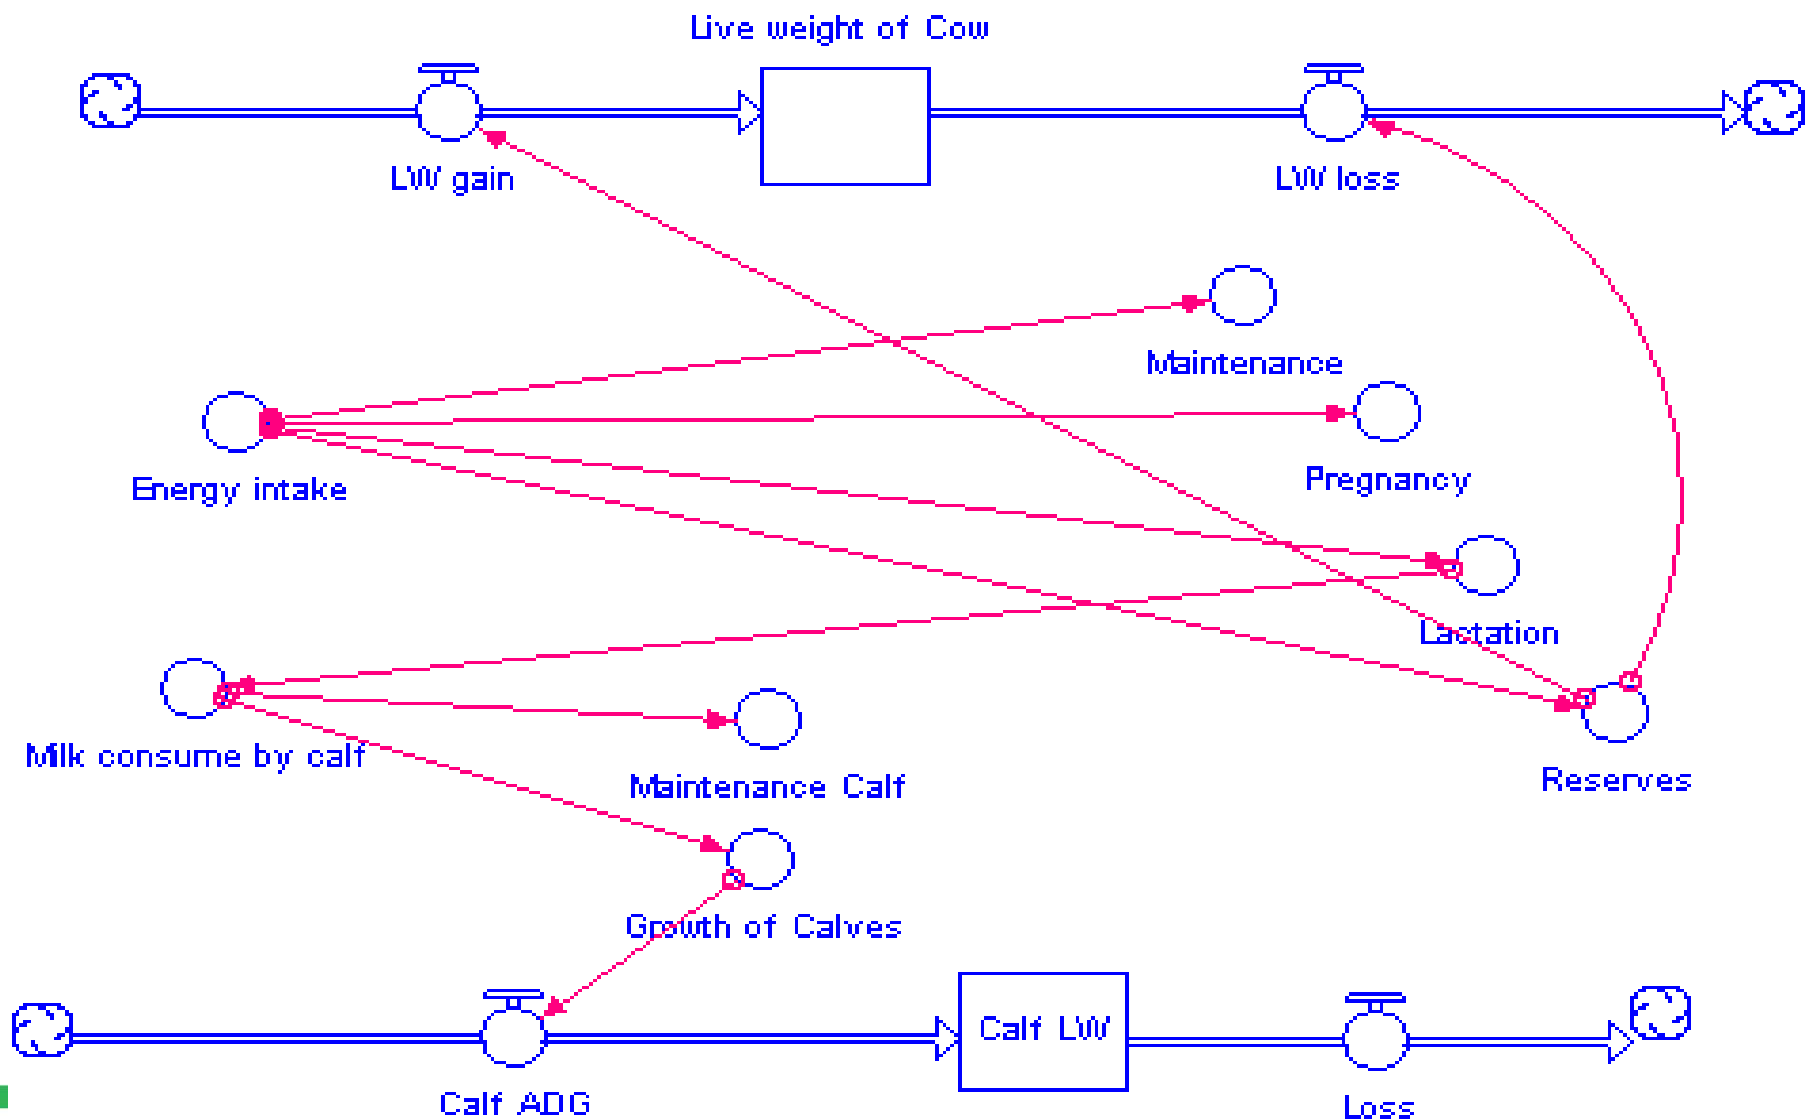 Live weight of Cow
LW gain
LW loss
Maintenance
Energy intake
Pregnancy
Lactation
Milk consume by calf
Maintenance Calf
Reserves
Growth of Calves
Calf LW
Calf ADG
Loss